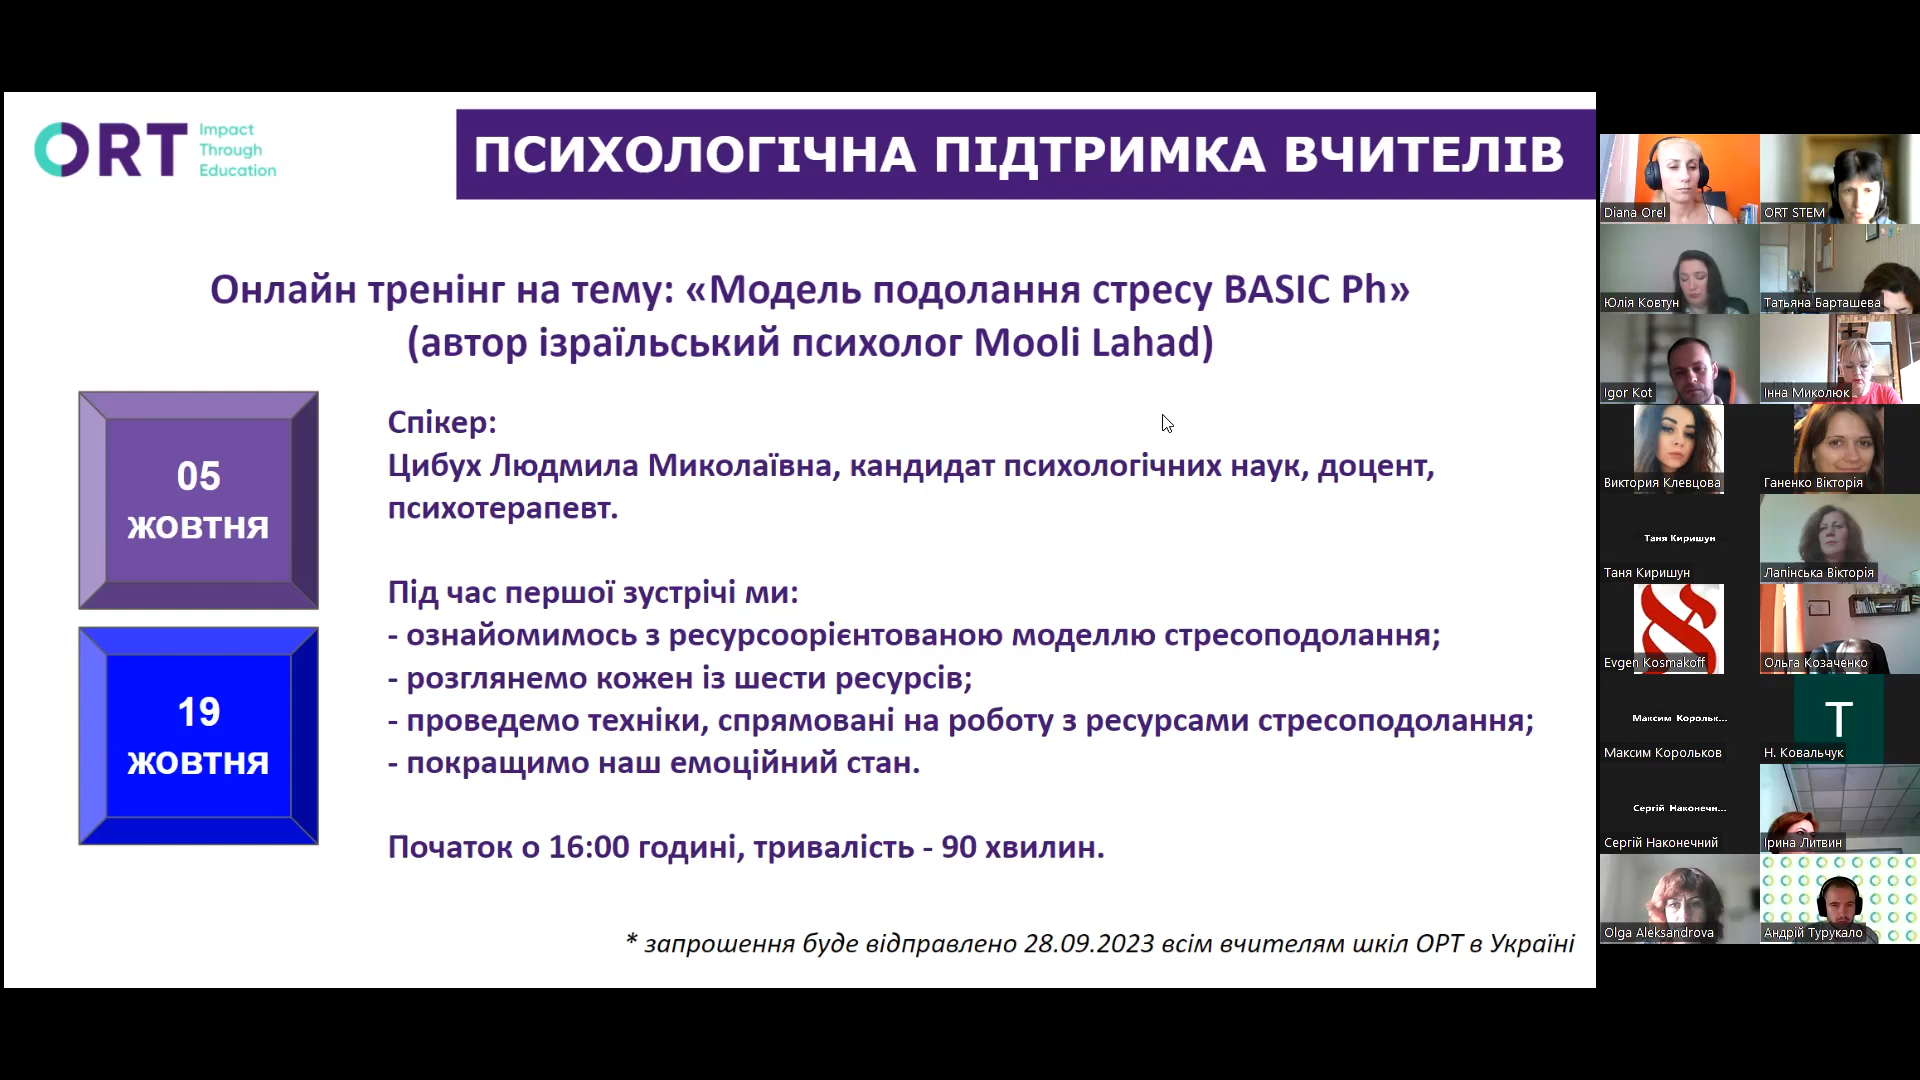 ORT
Impact
Through
Education
ПСИХОЛОГІЧНА ПІДТРИМКА ВЧИТЕЛІВ
Онлайн тренінг на тему: «Модель подолання стресу BASIC Ph»
(автор ізраїльський психолог Mooli Lahad)
05
жовтня
19
жовтня
Спікер:
Цибух Людмила Миколаївна, кандидат психологічних наук, доцент,
психотерапевт.
Під час першої зустрічі ми:
- ознайомимось з ресурсоорієнтованою моделлю стресоподолання;
- розглянемо кожен із шести ресурсів;
- проведемо техніки, спрямовані на роботу з ресурсами стресоподолання;
- покращимо наш емоційний стан.
Початок о 16:00 годині, тривалість - 90 хвилин.
* запрошення буде відправлено 28.09.2023 всім вчителям шкіл ОРТ в Україні
Diana Orel
ORT STEM
Юлія Ковтун
Татьяна Барташева
Igor Kot
Інна Миколюк
Виктория Клевцова
Ганенко Вікторія
Таня Киришун
Таня Киришун
Лапінська Вікторія
Evgen Kosmakoff
Ольга Козаченко
Максим Корольк...
Максим Корольков
Т
Н. Ковальчук
Сергій Наконечн...
Сергій Наконечний
Ірина Литвин
Olga Aleksandrova
Андрій Турукало